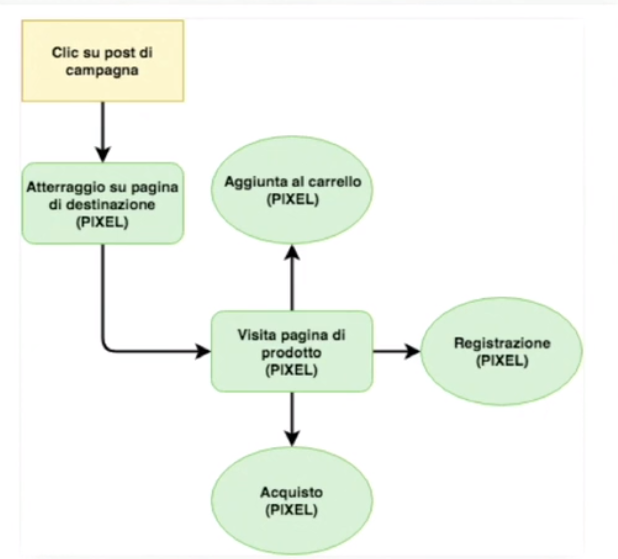 Clic su post di
campagna
Atterraggio su pagina
di destinazione
(PIXEL)
Aggiunta al carrello
(PIXEL)
Visita pagina di
prodotto
(PIXEL)
Registrazione
(PIXEL)
Acquisto
(PIXEL)